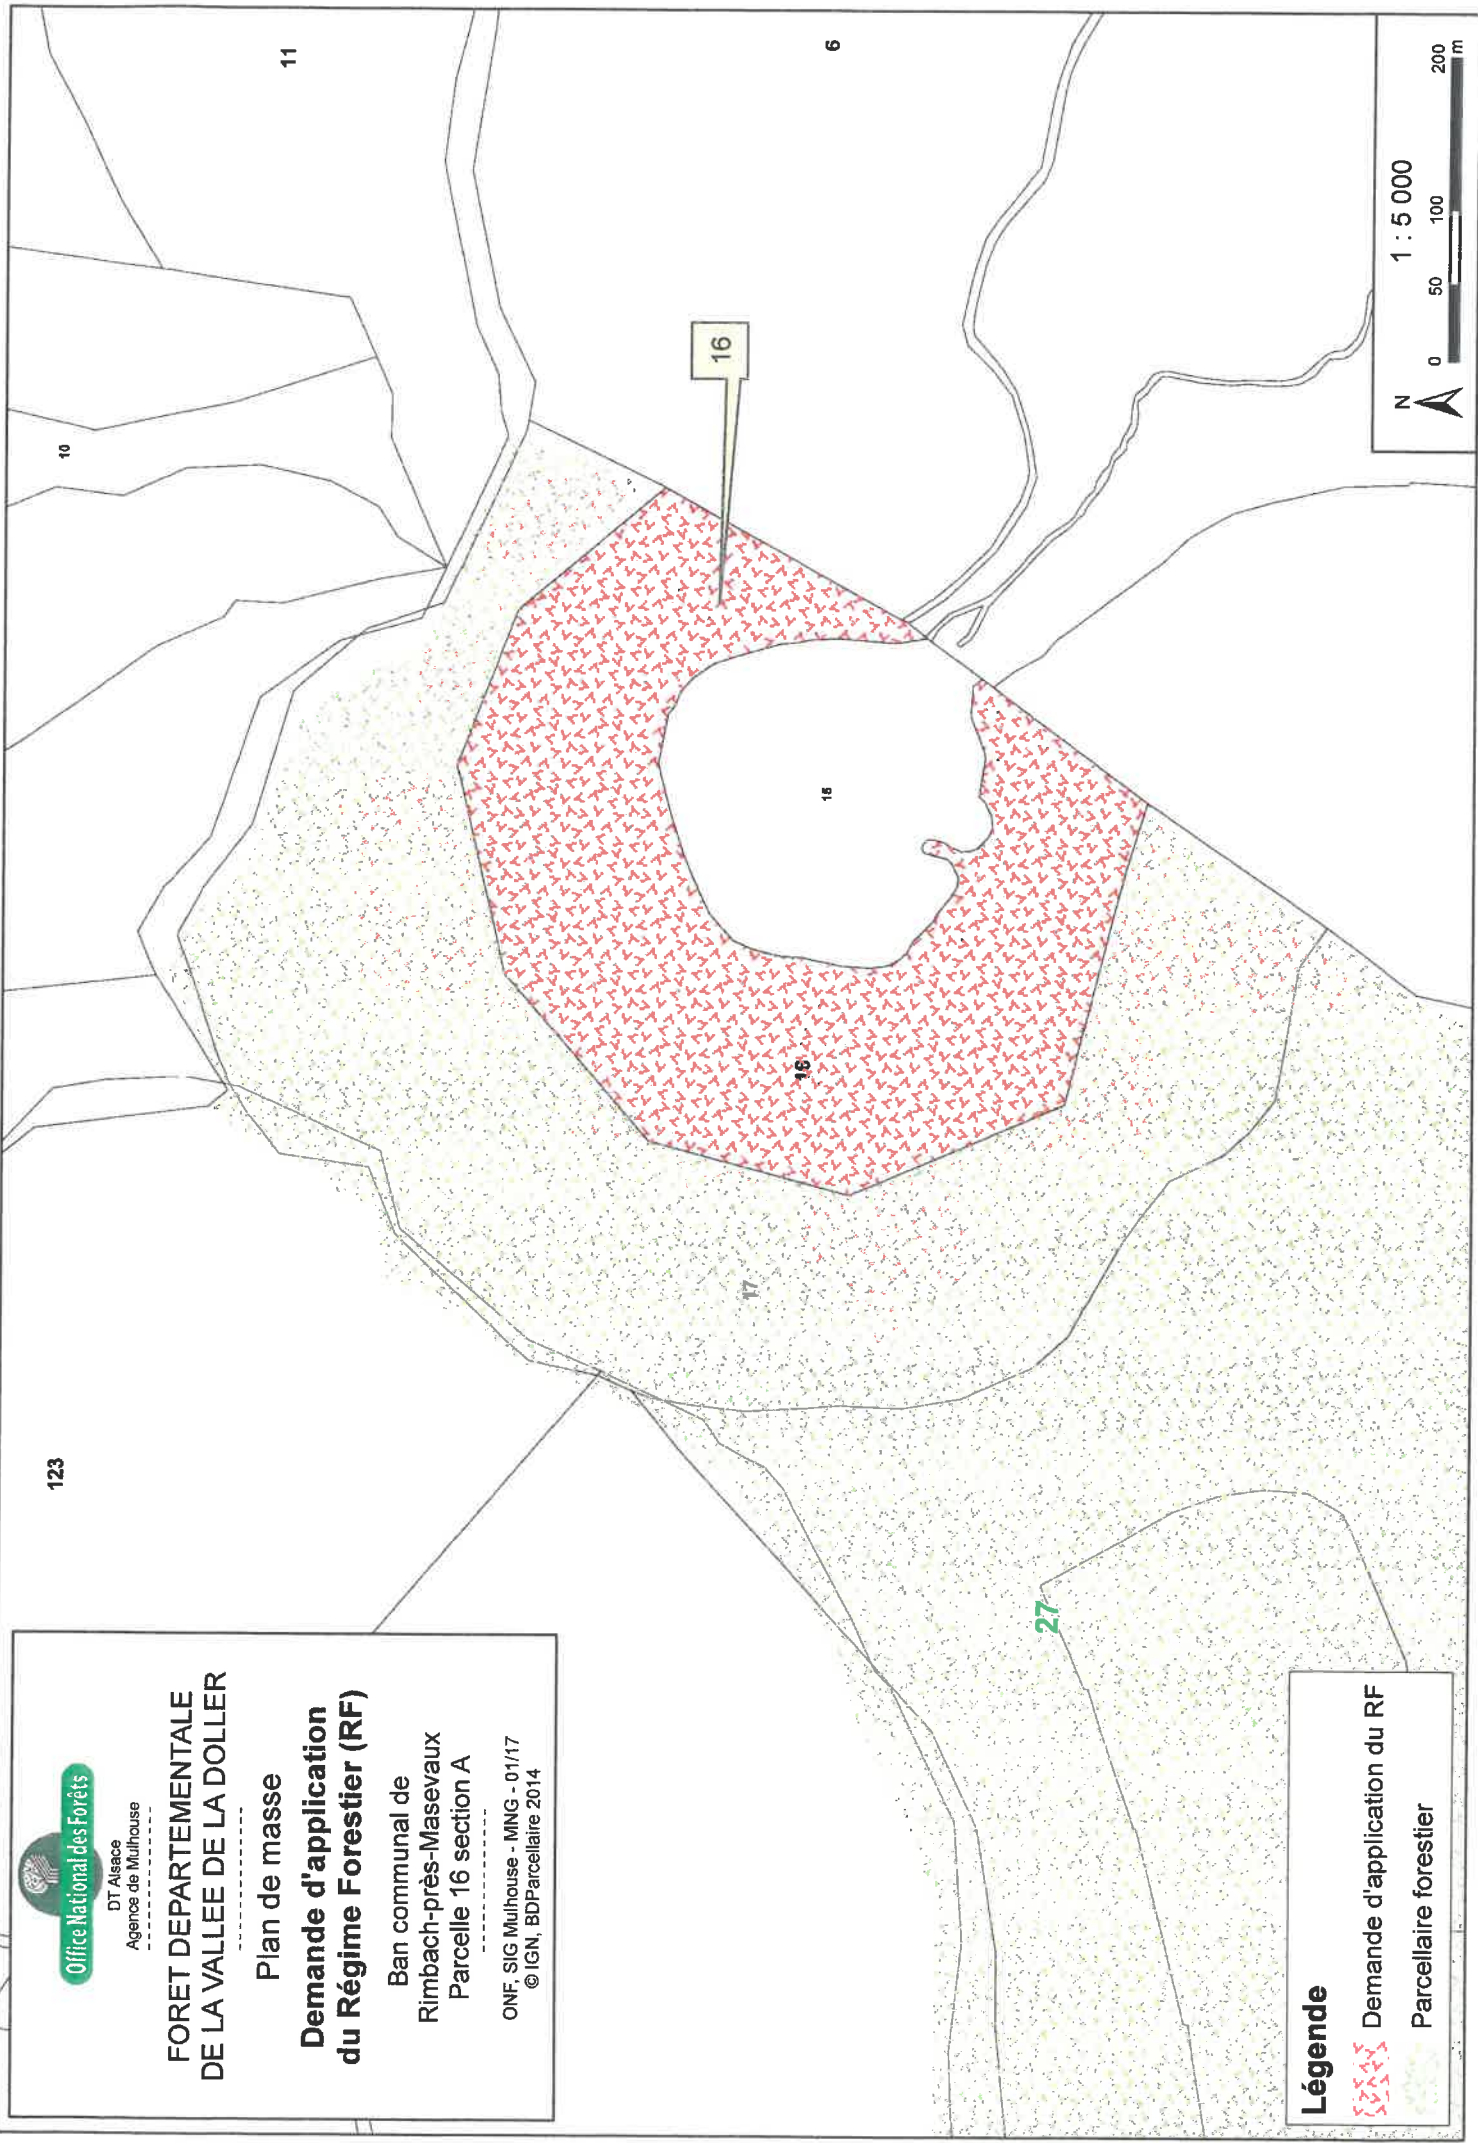 Office National des Forêts
DT Alsace
Agence de Mulhouse
FORET DEPARTEMENTALE
DE LA VALLEE DE LA DOLLER
Plan de masse
Demande d'application
du Régime Forestier (RF)
Ban communal de
Rimbach-près-Masevaux
Parcelle 16 section A
ONF, SIG Mulhouse - MNG - 01/17
© IGN, BDParcellaire 2014
123
10
11
6
16
15
16
17
27
Légende
Demande d'application du RF
Parcellaire forestier
N
1 : 5 000
0 50 100 200
m